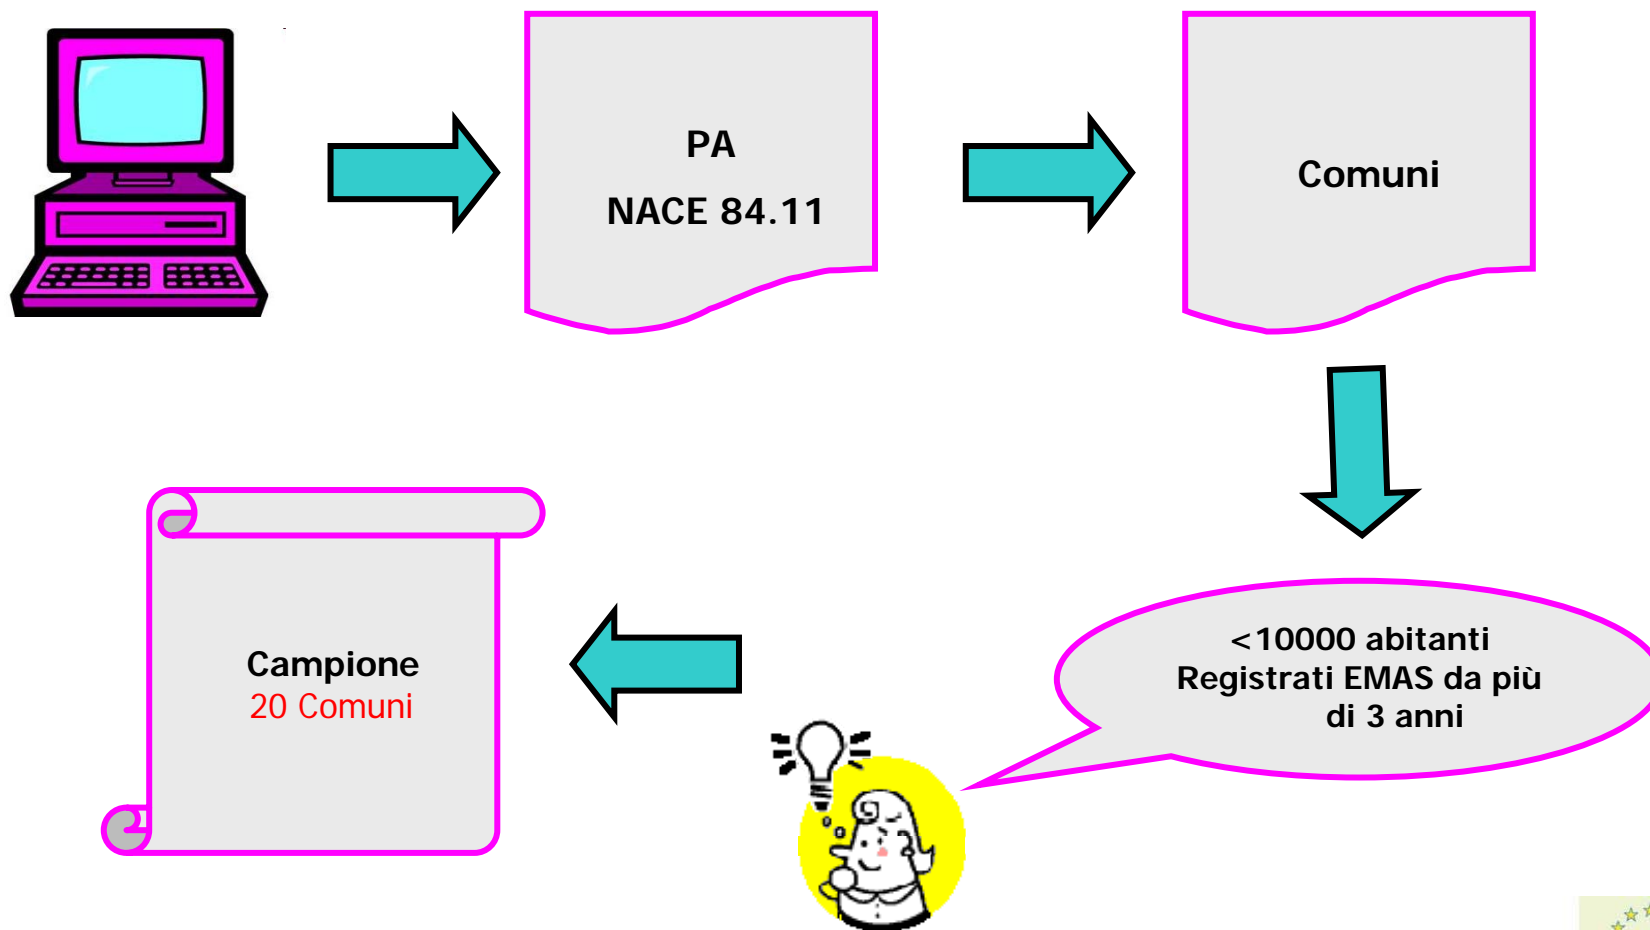 PA
NACE 84.11
Comuni
<10000 abitanti
Registrati EMAS da più
di 3 anni
Campione
20 Comuni